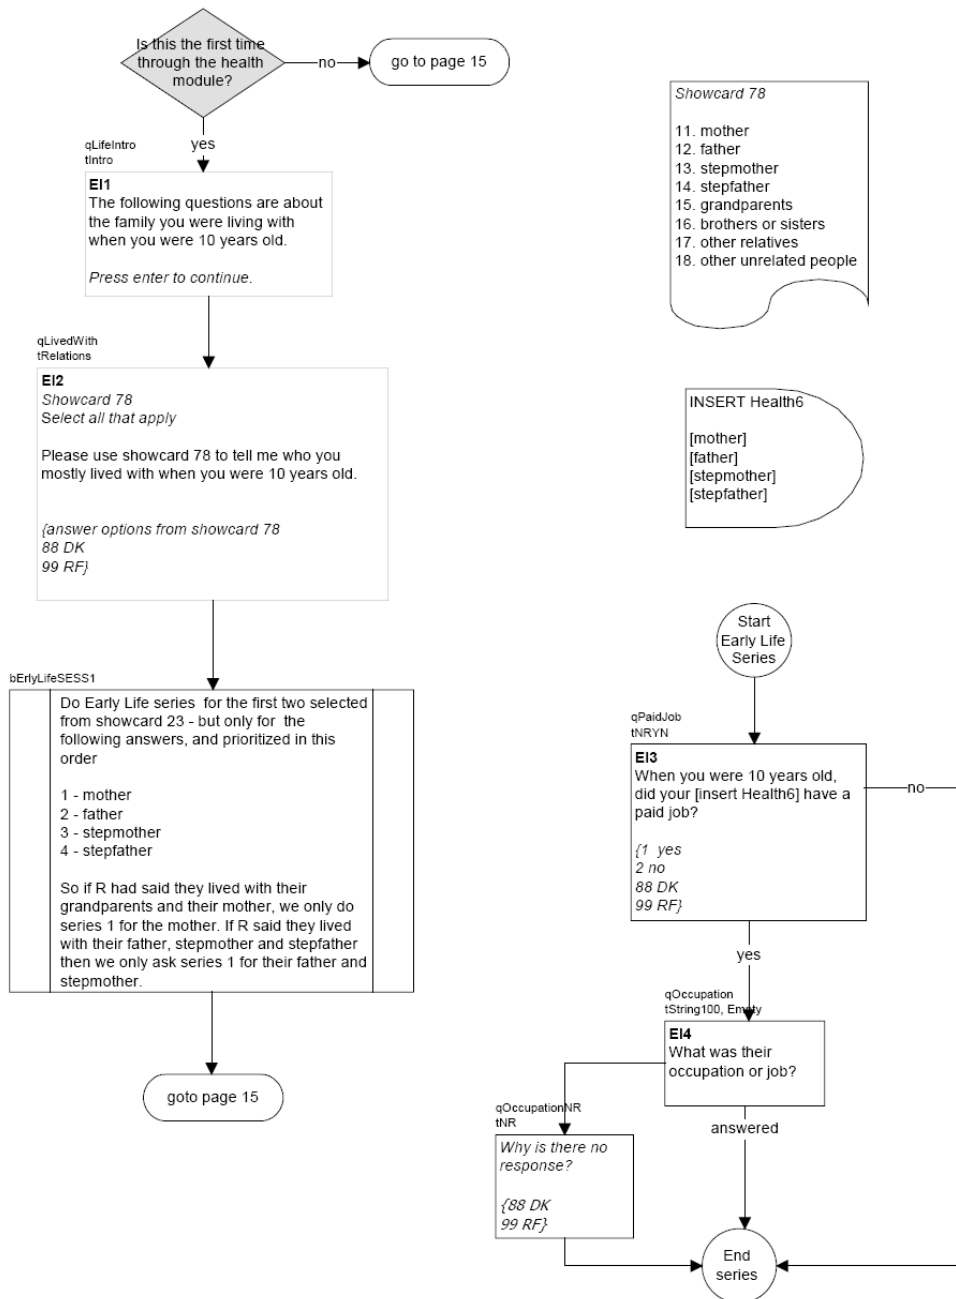 Is this the first time
through the health
module?
no
go to page 15
yes
qLifeIntro
tIntro
EI1
The following questions are about
the family you were living with
when you were 10 years old.
Press enter to continue.
qLivedWith
tRelations
EI2
Showcard 78
Select all that apply
Please use showcard 78 to tell me who you
mostly lived with when you were 10 years old.
{answer options from showcard 78
88 DK
99 RF}
bErlyLifeSESS1
Do Early Life series for the first two selected
from showcard 23 - but only for the
following answers, and prioritized in this
order
1 - mother
2 - father
3 - stepmother
4 - stepfather
So if R had said they lived with their
grandparents and their mother, we only do
series 1 for the mother. If R said they lived
with their father, stepmother and stepfather
then we only ask series 1 for their father and
stepmother.
goto page 15
Showcard 78
11. mother
12. father
13. stepmother
14. stepfather
15. grandparents
16. brothers or sisters
17. other relatives
18. other unrelated people
INSERT Health6
[mother]
[father]
[stepmother]
[stepfather]
Start
Early Life
Series
qPaidJob
tNRYN
EI3
When you were 10 years old,
did your [insert Health6] have a
paid job?
{1 yes
2 no
88 DK
99 RF}
no
yes
qOccupation
tString100, Empty
EI4
What was their
occupation or job?
answered
qOccupationNR
tNR
Why is there no
response?
{88 DK
99 RF}
End
series